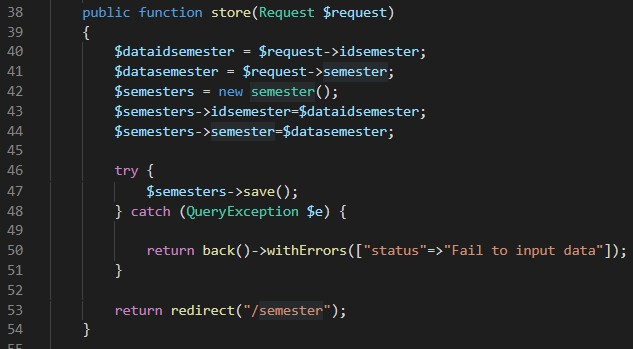 38 public function store(Request $request)
39 {
40 $dataidsemester = $request->idsemester;
41 $datasemester = $request->semester;
42 $semesters = new semester();
43 $semesters->idsemester=$dataidsemester;
44 $semesters->semester=$datasemester;
45
46 try {
47 $semesters->save();
48 } catch (QueryException $e) {
49
50 return back()->withErrors(["status"=>"Fail to input data"]);
51 }
52
53 return redirect("/semester");
54 }
55